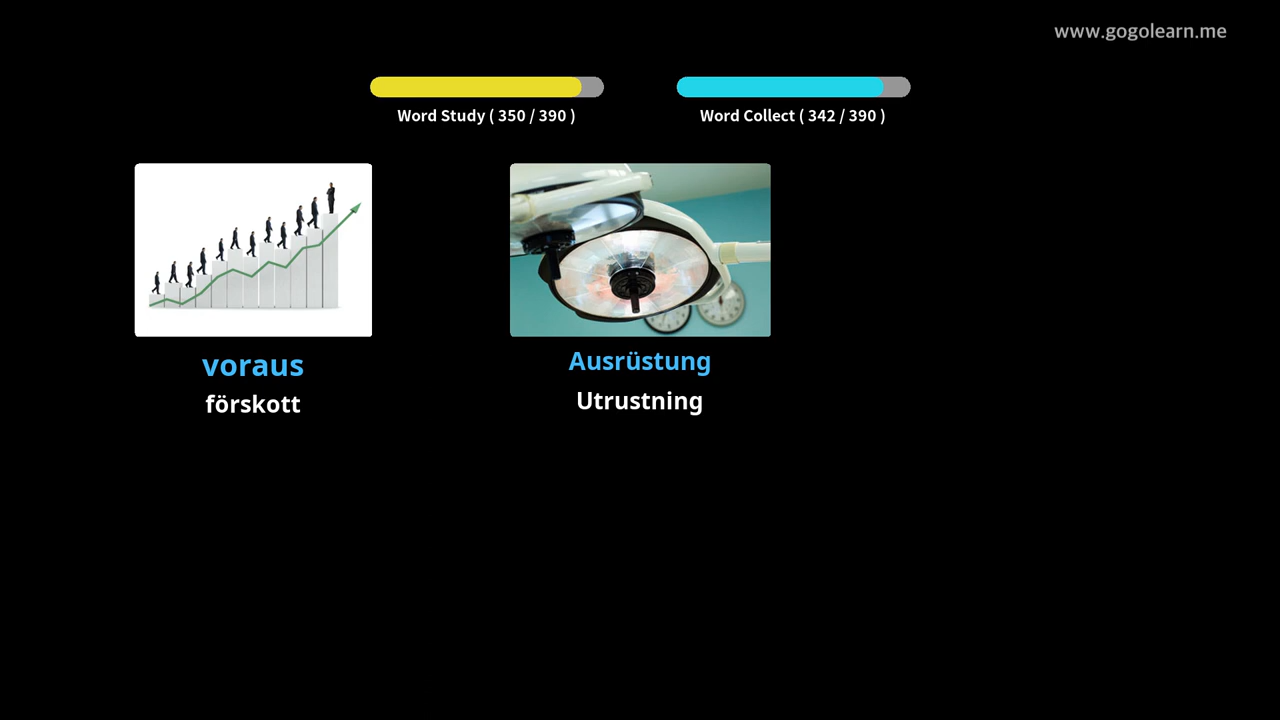 www.gogolearn.me
Word Study ( 350 / 390 )
Word Collect ( 342 / 390 )
voraus
förskott
Ausrüstung
Utrustning